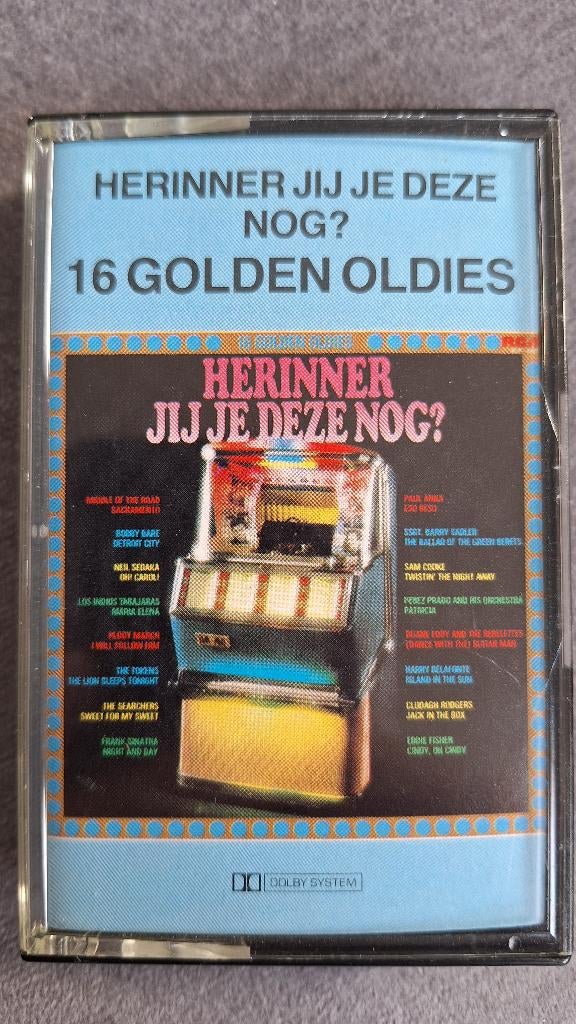 HERINNER JIJ JE DEZE
NOG?
16 GOLDEN OLDIES
16 GOLDEN OLDIES
RCA
HERINNER
JIJ JE DEZE NOG?
MIDDLE OF THE ROAD
SACRAMENTO
BOBBY BARE
DETROIT CITY
NEIL SEDAKA
OH! CAROL!
LOS INDIOS TABAJARAS
MARIA ELENA
PEGGY MARCH
I WILL FOLLOW HIM
THE TOKENS
THE LION SLEEPS TONIGHT
THE SEARCHERS
SWEET FOR MY SWEET
FRANK SINATRA
NIGHT AND DAY
PAUL ANKA
ESO BESO
SSGT. BARRY SADLER
THE BALLAD OF THE GREEN BERETS
SAM COOKE
TWISTIN' THE NIGHT AWAY
PEREZ PRADO AND HIS ORCHESTRA
PATRICIA
DUANE EDDY AND THE REBELETTES
(DANCE WITH THE) GUITAR MAN
HARRY BELAFONTE
ISLAND IN THE SUN
CLODAGH RODGERS
JACK IN THE BOX
EDDIE FISHER
CINDY, OH CINDY
DOLBY SYSTEM